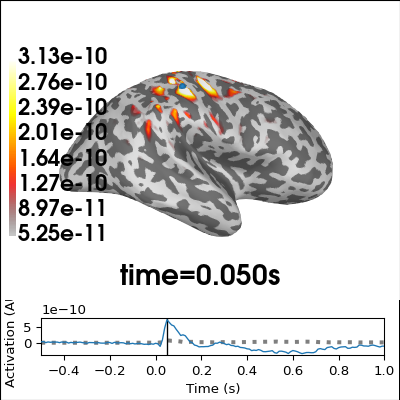 3.13e-10
2.76e-10
2.39e-10
2.01e-10
1.64e-10
1.27e-10
8.97e-11
5.25e-11
time=0.050s
1e−10
Activation (A
5
0
−0.4 −0.2 0.0 0.2 0.4 0.6 0.8 1.0
Time (s)